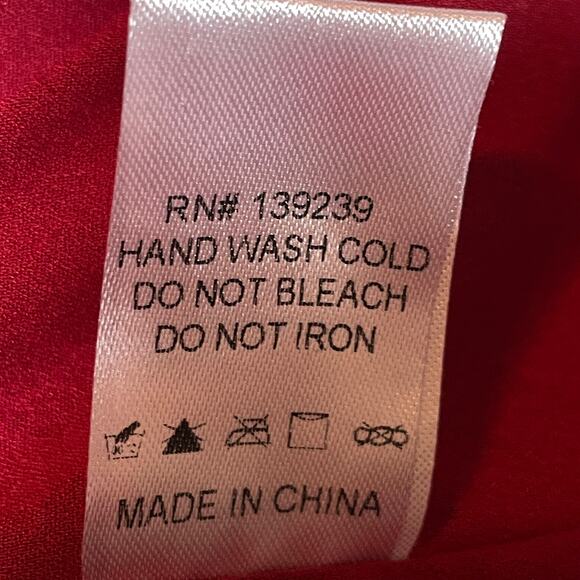 RN# 139239
HAND WASH COLD
DO NOT BLEACH
DO NOT IRON
MADE IN CHINA